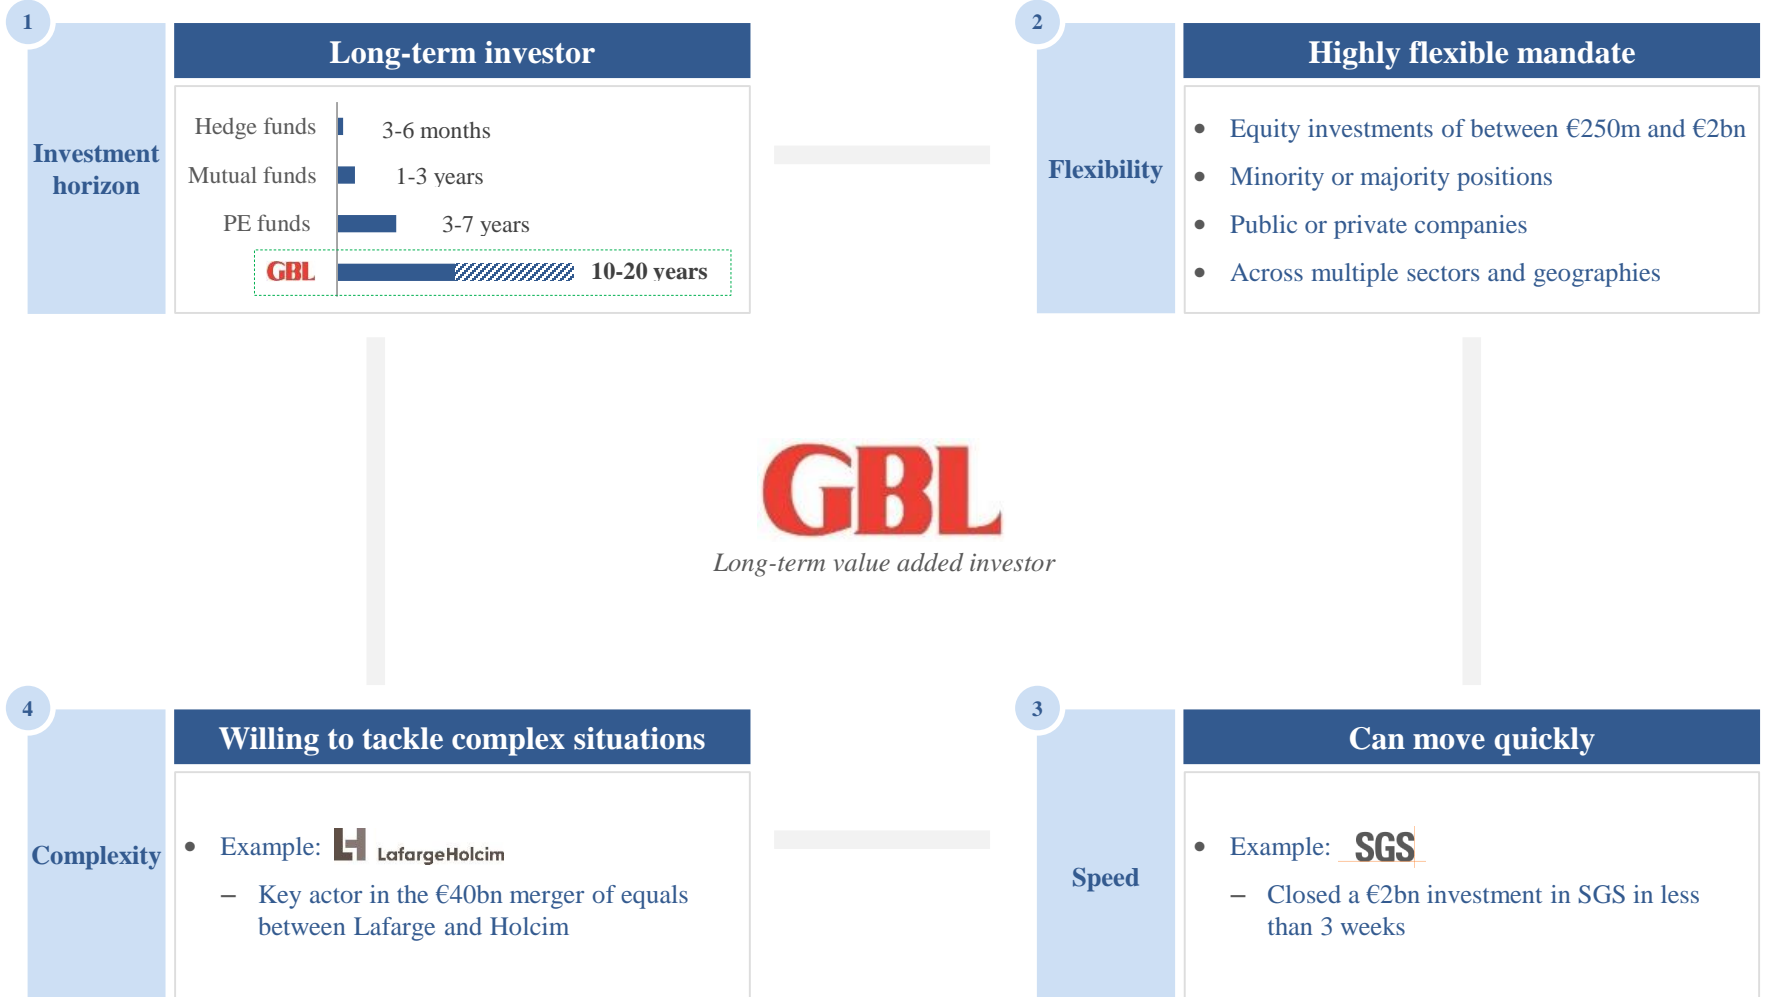 1
Long-term investor
Investment
horizon
Hedge funds 3-6 months
Mutual funds 1-3 years
PE funds 3-7 years
GBL 10-20 years
2
Highly flexible mandate
Flexibility
• Equity investments of between €250m and €2bn
• Minority or majority positions
• Public or private companies
• Across multiple sectors and geographies
GBL
Long-term value added investor
4
Willing to tackle complex situations
Complexity
• Example: LafargeHolcim
– Key actor in the €40bn merger of equals
between Lafarge and Holcim
3
Can move quickly
Speed
• Example: SGS
– Closed a €2bn investment in SGS in less
than 3 weeks